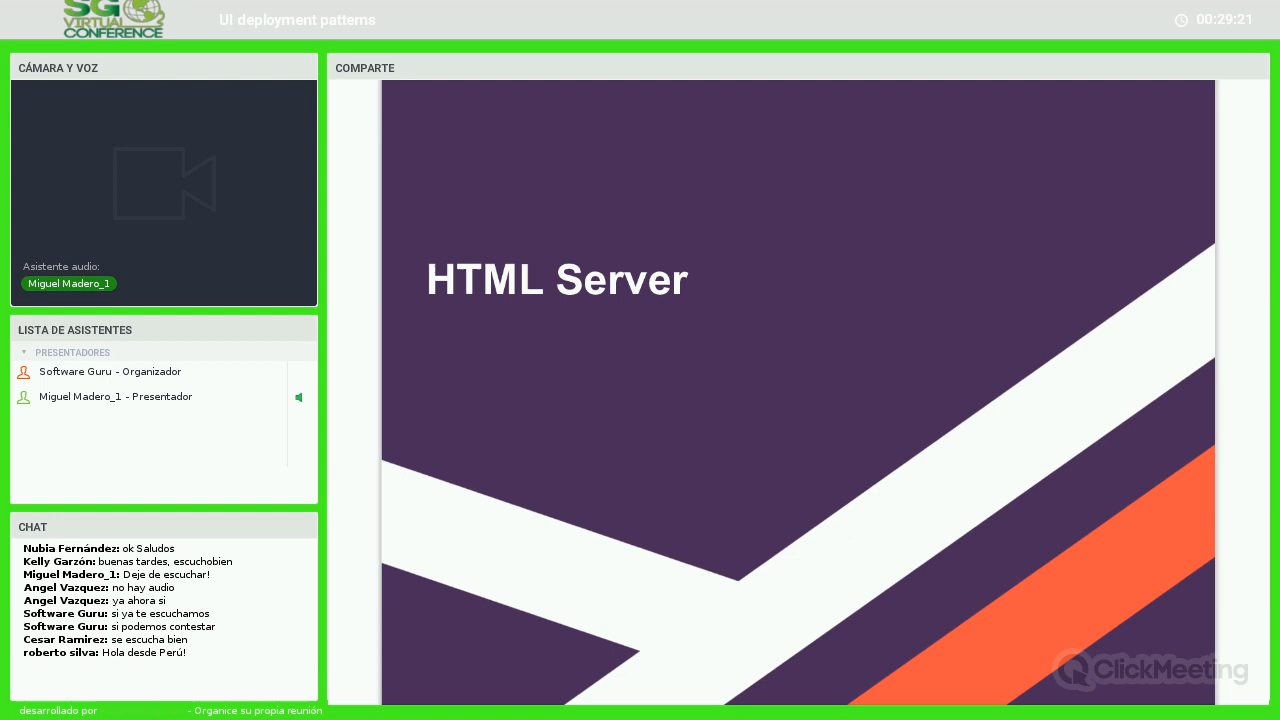 SG
VIRTUAL
CONFERENCE
UI deployment patterns
00:29:21
CÁMARA Y VOZ
Asistente audio:
Miguel Madero_1
LISTA DE ASISTENTES
PRESENTADORES
Software Guru - Organizador
Miguel Madero_1 - Presentador
CHAT
Nubia Fernández: ok Saludos
Kelly Garzón: buenas tardes, escuchobien
Miguel Madero_1: Deje de escuchar!
Angel Vazquez: no hay audio
Angel Vazquez: ya ahora si
Software Guru: si ya te escuchamos
Software Guru: si podemos contestar
Cesar Ramirez: se escucha bien
roberto silva: Hola desde Perú!
desarrollado por - Organice su propia reunión
COMPARTE
HTML Server
ClickMeeting